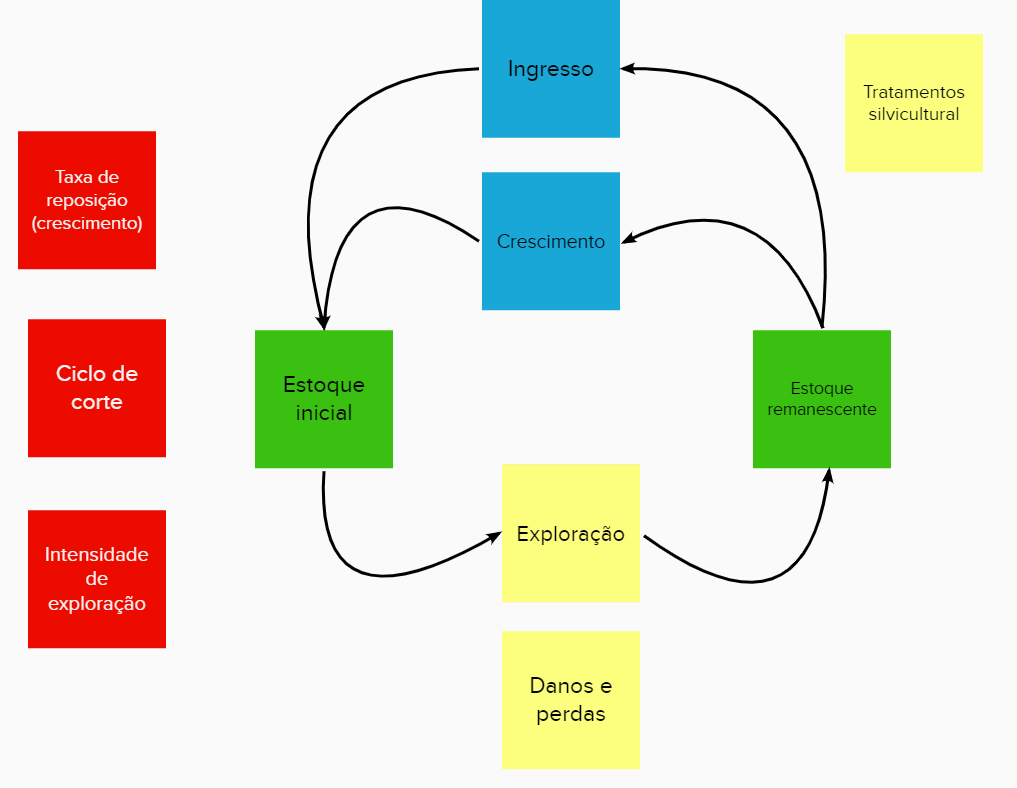 Ingresso
Tratamentos
silvicultural
Taxa de
reposição
(crescimento)
Crescimento
Ciclo de
corte
Estoque
inicial
Estoque
remanescente
Intensidade
de
exploração
Exploração
Danos e
perdas